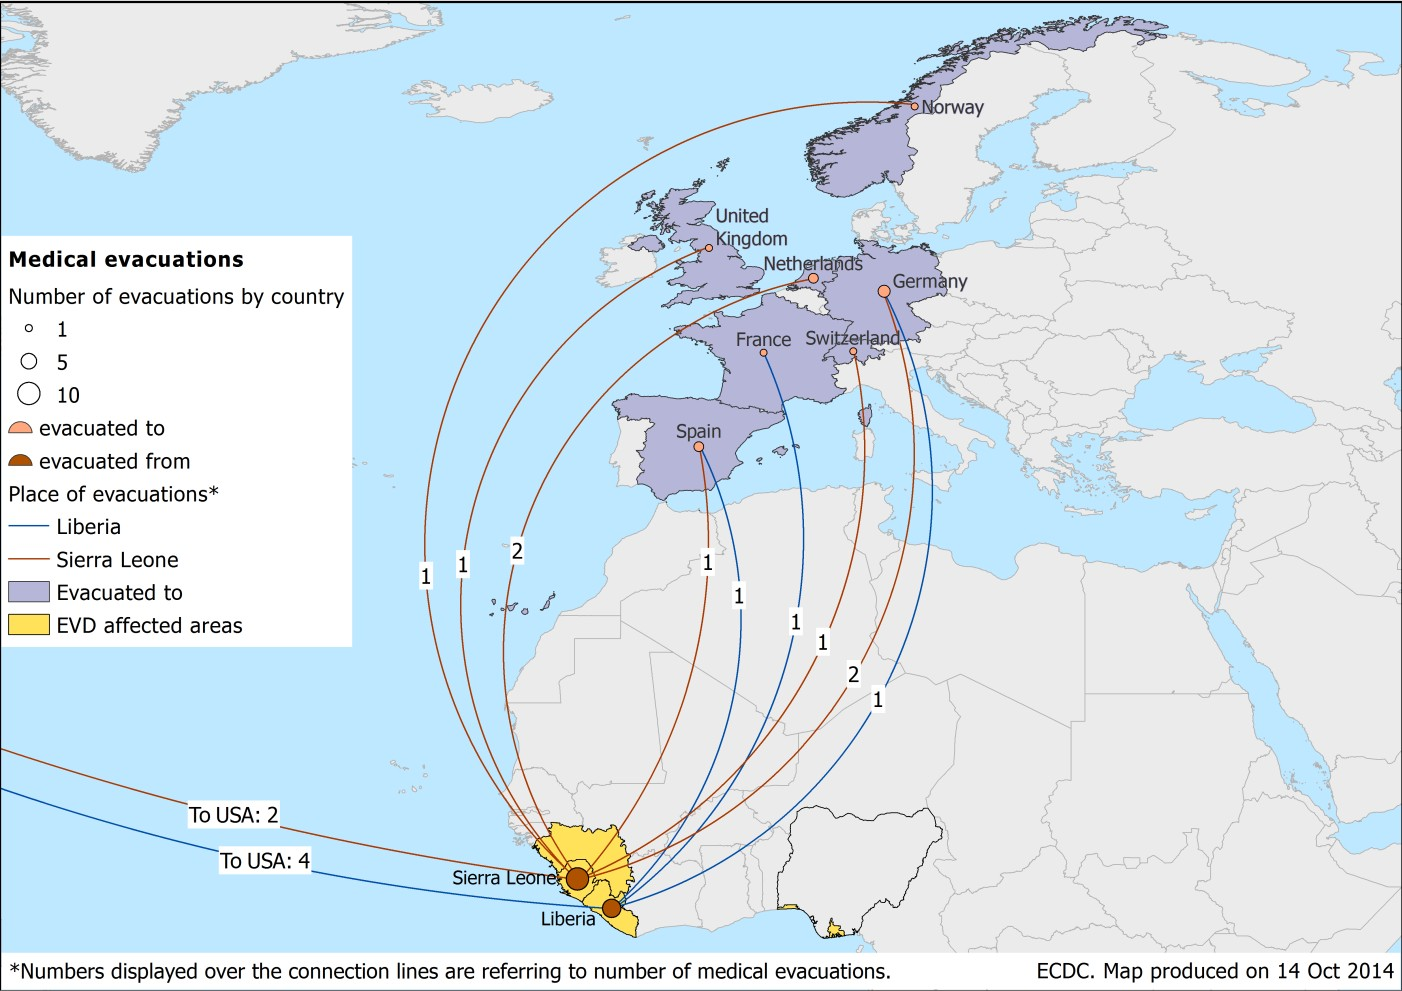 Norway
United
Kingdom
Netherlands
Germany
France
Switzerland
Spain
Medical evacuations
Number of evacuations by country
1
5
10
evacuated to
evacuated from
Place of evacuations*
Liberia
Sierra Leone
Evacuated to
EVD affected areas
1
1
2
1
1
1
1
2
1
To USA: 2
To USA: 4
Sierra Leone
Liberia
*Numbers displayed over the connection lines are referring to number of medical evacuations.
ECDC. Map produced on 14 Oct 2014